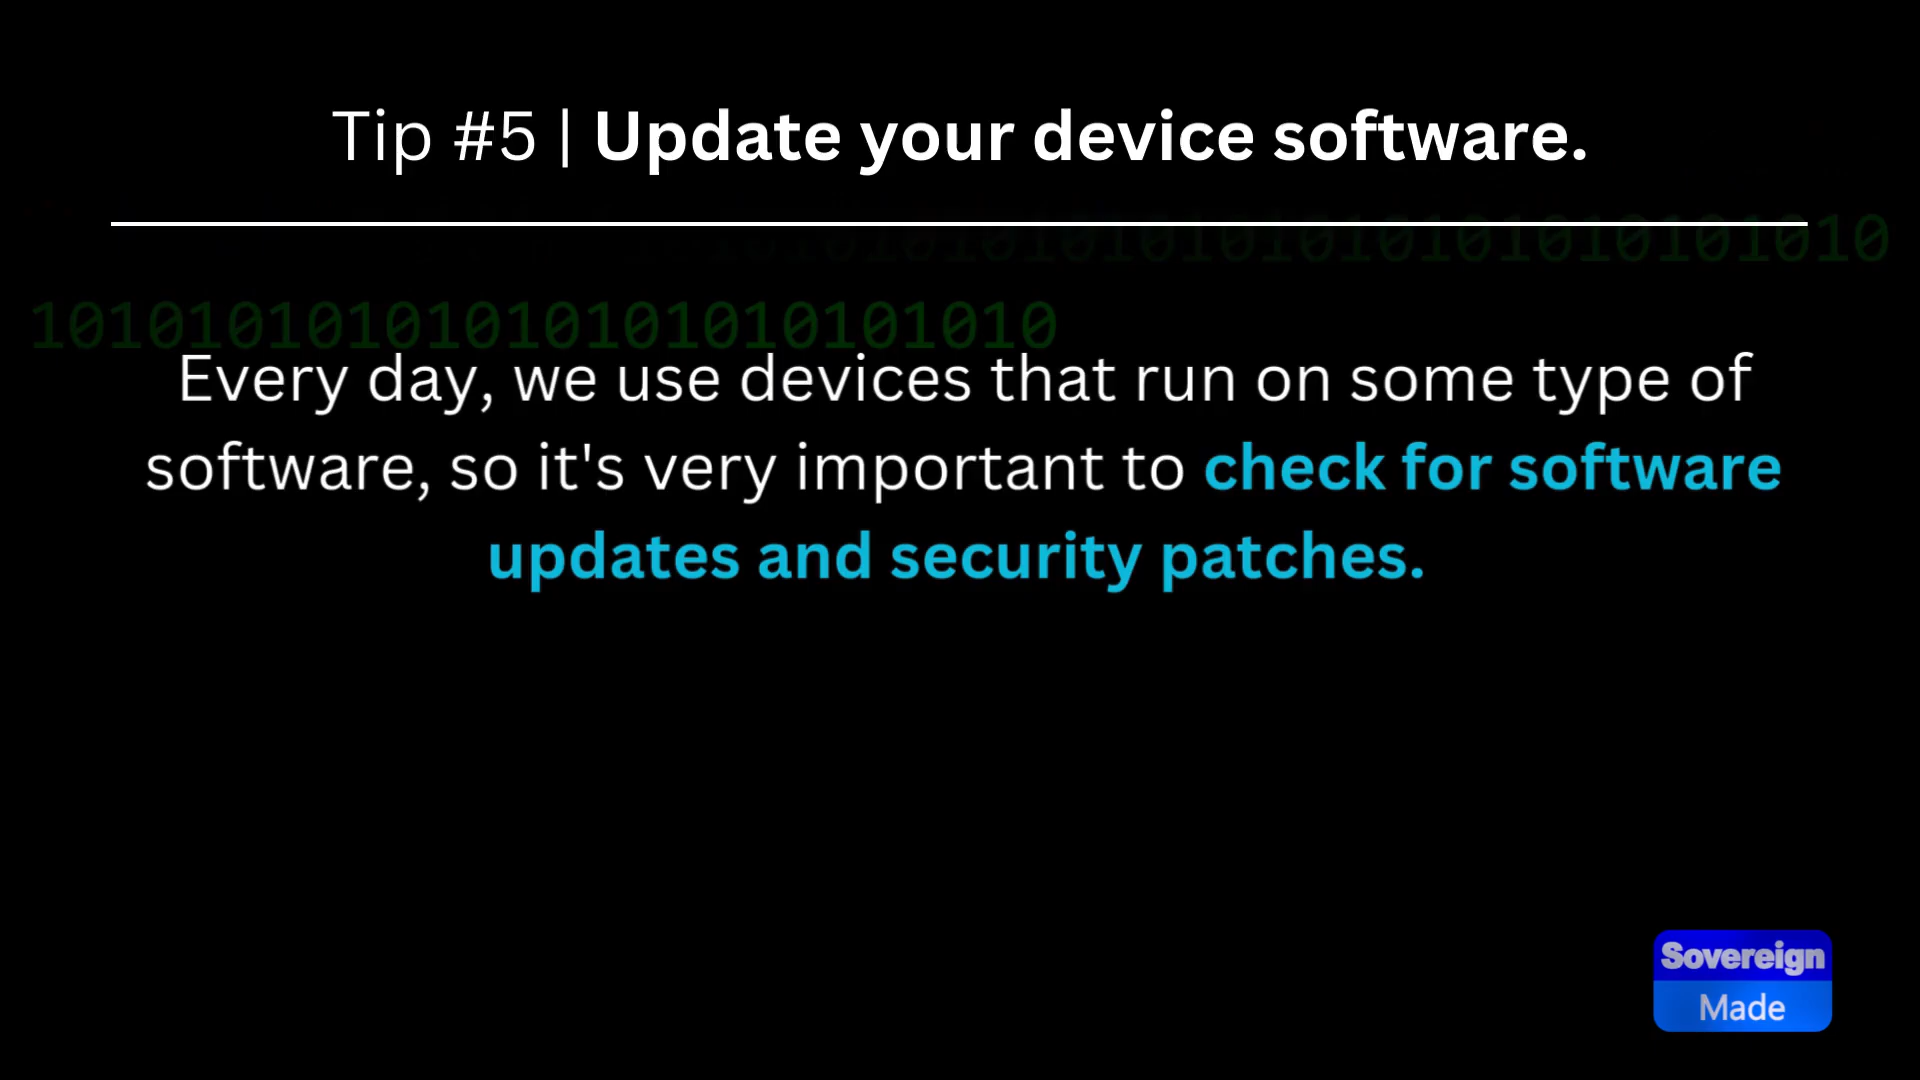 Tip #5 | Update your device software.
101010101010101010101010
Every day, we use devices that run on some type of
software, so it's very important to check for software
updates and security patches.
Sovereign
Made